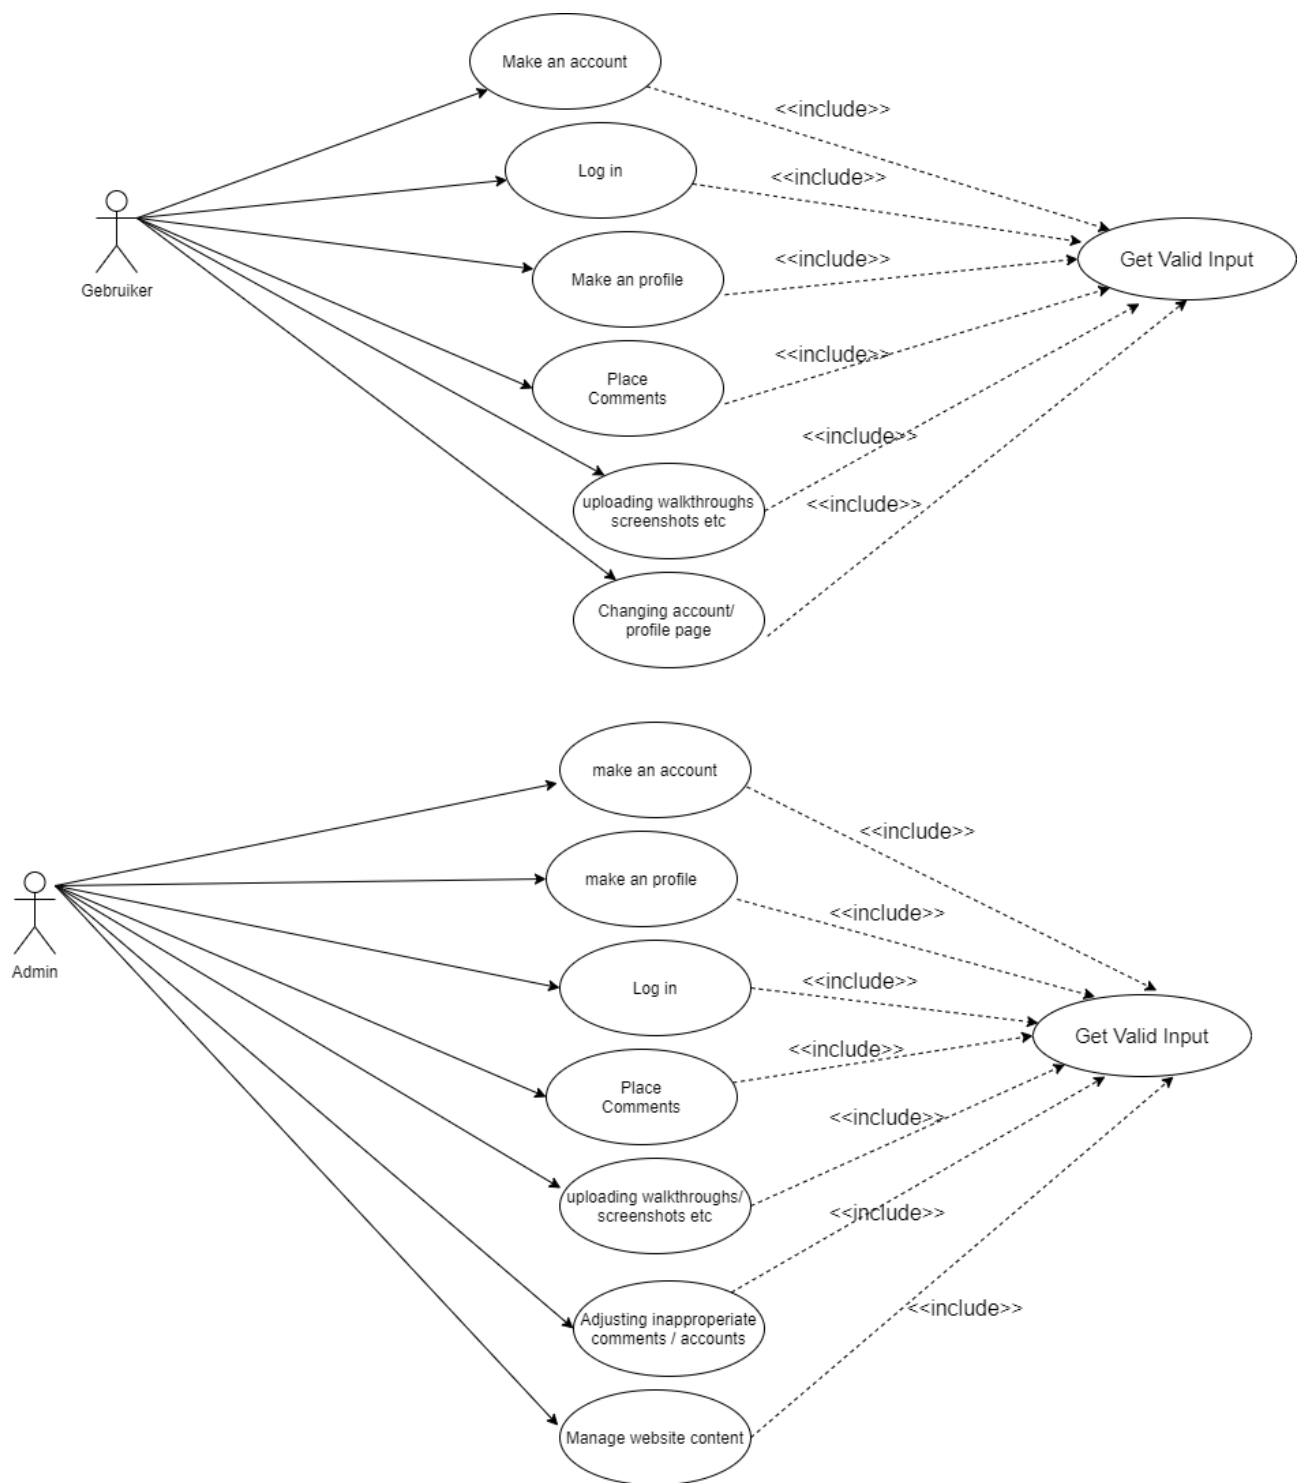 Make an account
<<include>>
Log in
<<include>>
Gebruiker
Make an profile
<<include>>
Get Valid Input
Place
Comments
<<include>>
<<include>>
uploading walkthroughs
screenshots etc
<<include>>
Changing account/
profile page
make an account
<<include>>
Admin
make an profile
<<include>>
Log in
<<include>>
Get Valid Input
Place
Comments
<<include>>
<<include>>
uploading walkthroughs/
screenshots etc
<<include>>
Adjusting inapproperiate
comments / accounts
<<include>>
Manage website content